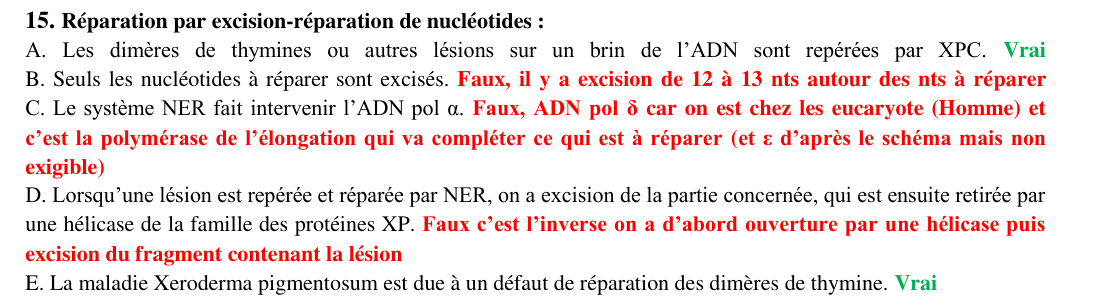 15. Réparation par excision-réparation de nucléotides :
A. Les dimères de thymines ou autres lésions sur un brin de l’ADN sont repérées par XPC. Vrai
B. Seuls les nucléotides à réparer sont excisés. Faux, il y a excision de 12 à 13 nts autour des nts à réparer
C. Le système NER fait intervenir l’ADN pol α. Faux, ADN pol δ car on est chez les eucaryote (Homme) et
c’est la polymérase de l’élongation qui va compléter ce qui est à réparer (et ε d’après le schéma mais non
exigible)
D. Lorsqu’une lésion est repérée et réparée par NER, on a excision de la partie concernée, qui est ensuite retirée par
une hélicase de la famille des protéines XP. Faux c’est l’inverse on a d’abord ouverture par une hélicase puis
excision du fragment contenant la lésion
E. La maladie Xeroderma pigmentosum est due à un défaut de réparation des dimères de thymine. Vrai